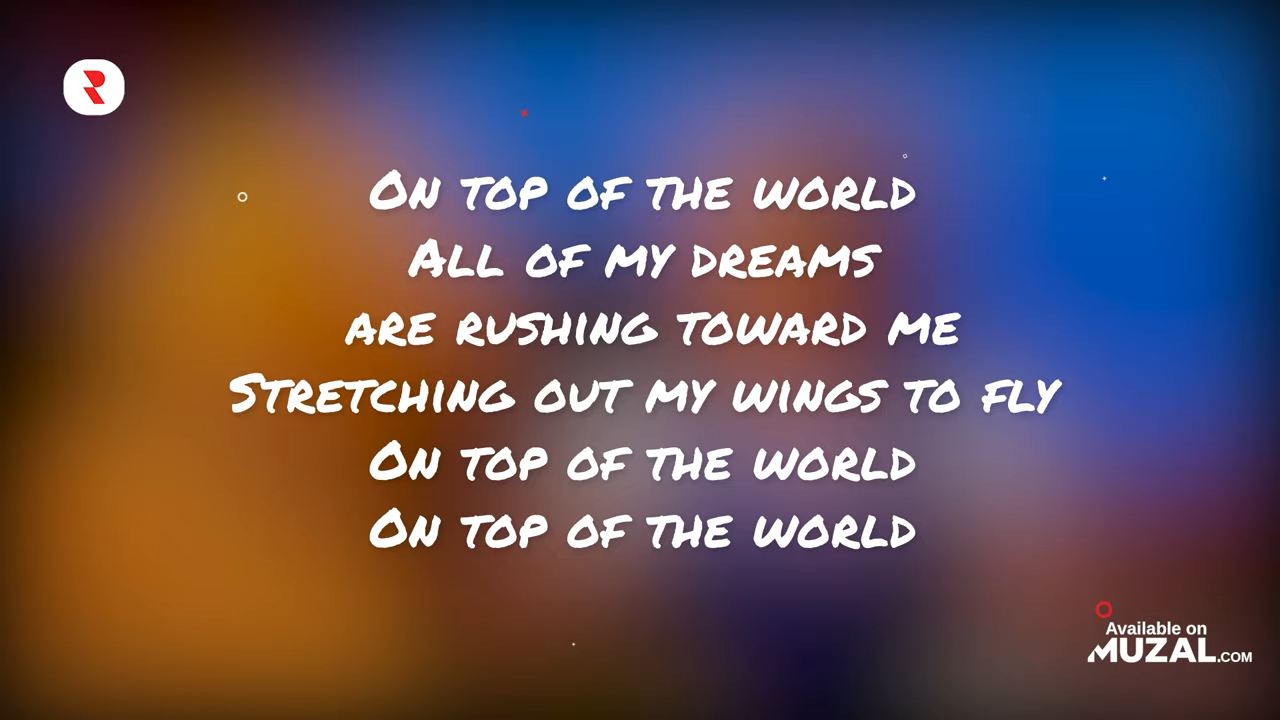 On top of the world
All of my dreams
are rushing toward me
Stretching out my wings to fly
On top of the world
On top of the world
Available on
MUZAL.COM